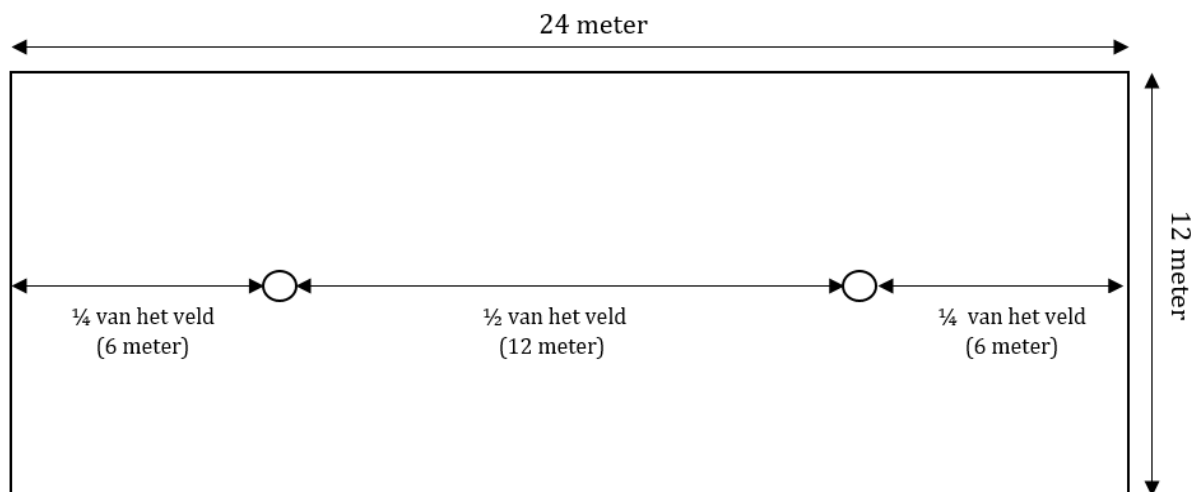 24 meter
12 meter
¼ van het veld
(6 meter)
½ van het veld
(12 meter)
¼ van het veld
(6 meter)